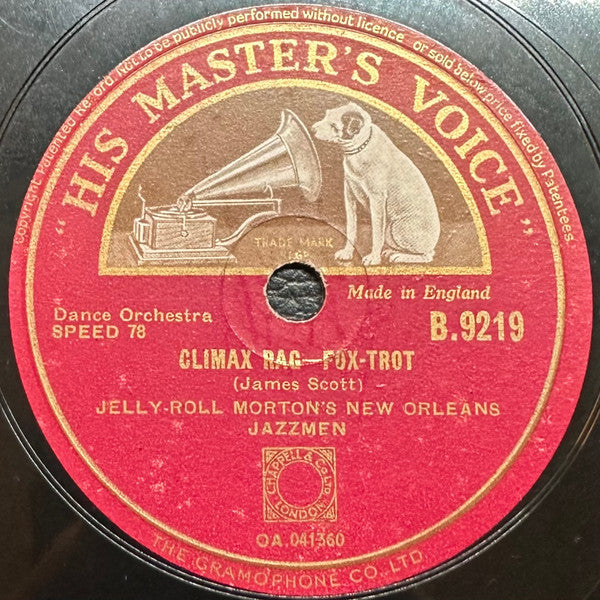 Copyright Patented Record Not to be publicly performed without licence or sold below price fixed by Patentees.
"HIS MASTER'S VOICE"
TRADE MARK
Made in England
Dance Orchestra
SPEED 78
B.9219
CLIMAX RAG—FOX-TROT
(James Scott)
JELLY-ROLL MORTON'S NEW ORLEANS
JAZZMEN
CHAPPELL & CO LTD
LONDON
OA 041360
THE GRAMOPHONE CO., LTD.